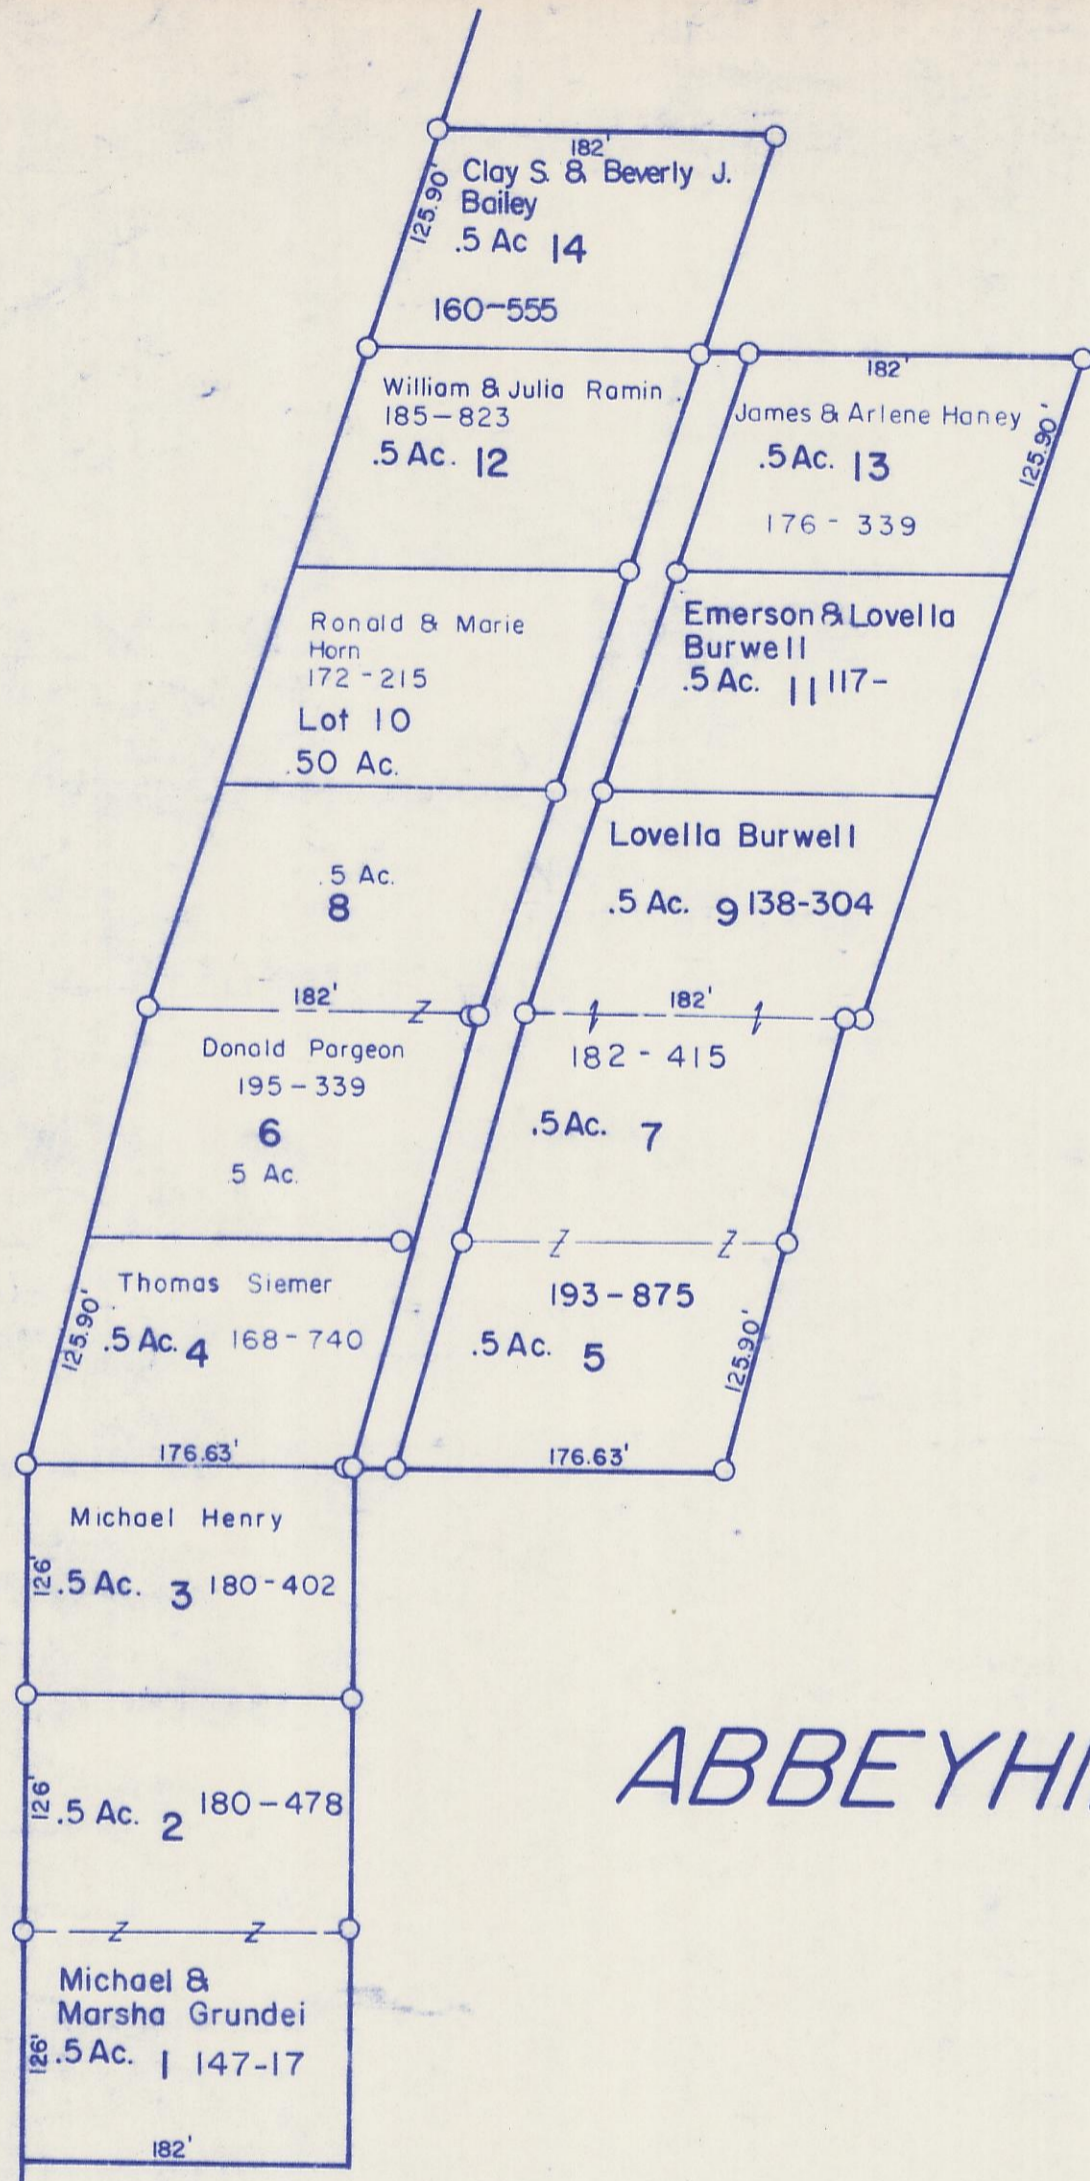 182'
125.90'
Clay S. & Beverly J.
Bailey
.5 Ac 14
160-555
William & Julia Ramin
185-823
.5 Ac. 12
182'
James & Arlene Haney
125.90'
.5 Ac. 13
176-339
Ronald & Marie
Horn
172-215
Lot 10
.50 Ac.
Emerson & Lovella
Burwell
.5 Ac. 11 117-
.5 Ac.
8
Lovella Burwell
.5 Ac. 9 138-304
182' Z
182'
Donald Pargeon
195-339
6
.5 Ac.
182-415
.5 Ac. 7
Z Z
Thomas Siemer
125.90'
.5 Ac. 4 168-740
176.63'
193-875
.5 Ac. 5
125.90'
176.63'
Michael Henry
126'
.5 Ac. 3 180-402
126'
.5 Ac. 2 180-478
Z Z
Michael &
Marsha Grundei
126'
.5 Ac. 1 147-17
182'
ABBEYHI